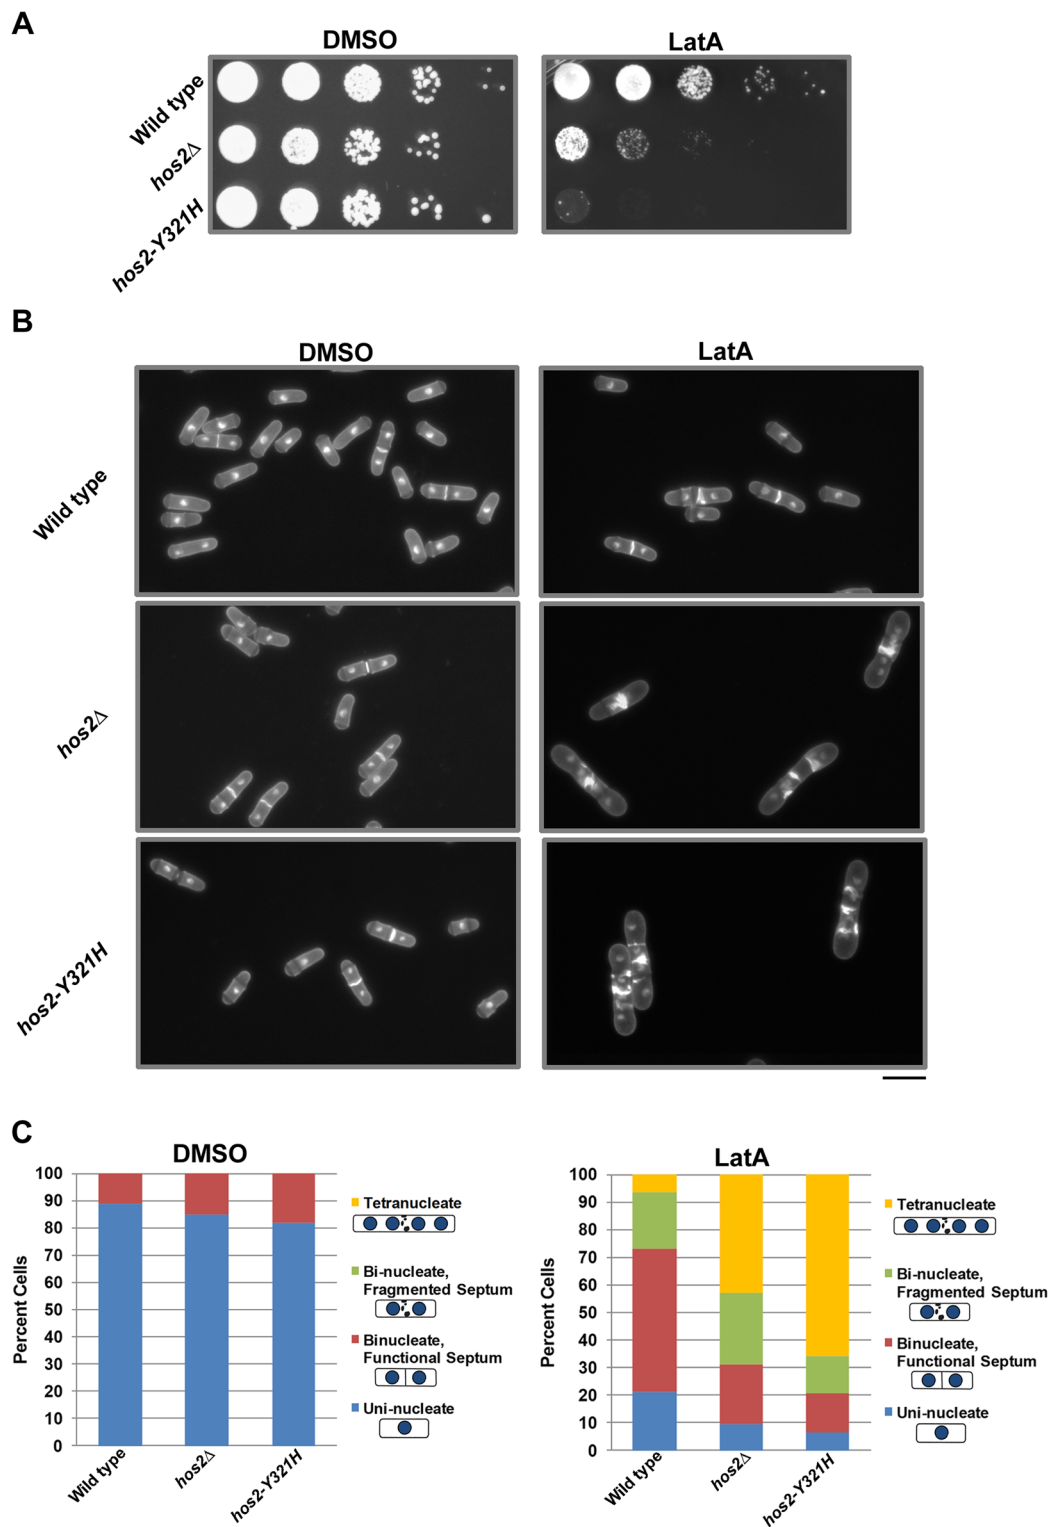 A
DMSO
LatA
Wild type
hos2Δ
hos2-Y321H
B
DMSO
LatA
Wild type
hos2Δ
hos2-Y321H
C
DMSO
Percent Cells
100
90
80
70
60
50
40
30
20
10
0
Wild type
hos2Δ
hos2-Y321H
Tetranucleate
Bi-nucleate,
Fragmented Septum
Binucleate,
Functional Septum
Uni-nucleate
LatA
Percent Cells
100
90
80
70
60
50
40
30
20
10
0
Wild type
hos2Δ
hos2-Y321H
Tetranucleate
Bi-nucleate,
Fragmented Septum
Binucleate,
Functional Septum
Uni-nucleate